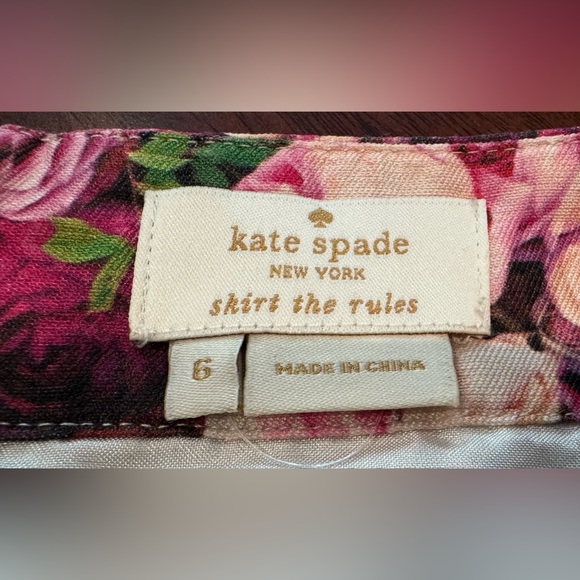 kate spade
NEW YORK
skirt the rules
6
MADE IN CHINA